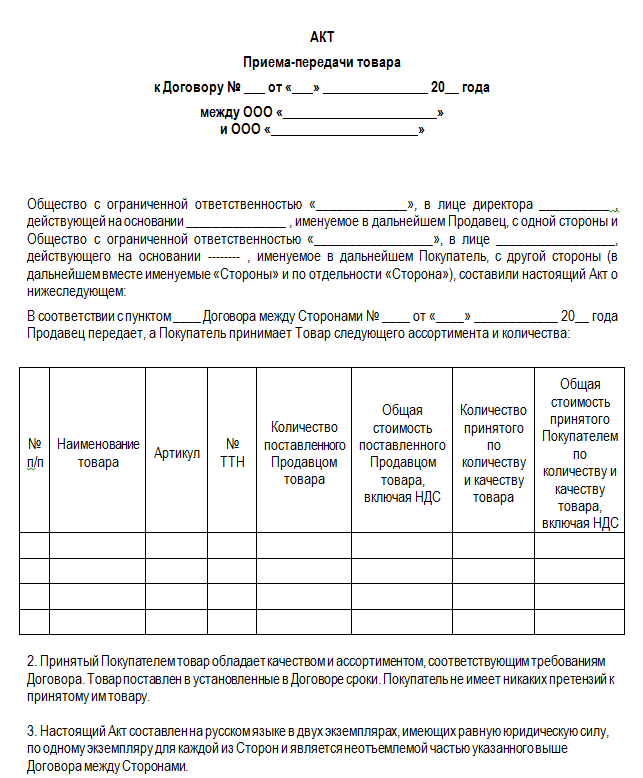 АКТ
Приема-передачи товара
к Договору № ___ от «___» ______________ 20__ года
между ООО «______________________»
и ООО «_____________________»
Общество с ограниченной ответственностью «_____________», в лице директора __________,
действующей на основании ______________ , именуемое в дальнейшем Продавец, с одной стороны и
Общество с ограниченной ответственностью «_________________», в лице _________________,
действующего на основании -------- , именуемое в дальнейшем Покупатель, с другой стороны (в
дальнейшем вместе именуемые «Стороны» и по отдельности «Сторона»), составили настоящий Акт о
нижеследующем:
В соответствии с пунктом ____ Договора между Сторонами № ____ от «____» ____________ 20__ года
Продавец передает, а Покупатель принимает Товар следующего ассортимента и количества:
№
п/п
Наименование
товара
Артикул
№
ТТН
Количество
поставленного
Продавцом
товара
Общая
стоимость
поставленного
Продавцом
товара,
включая НДС
Количество
принятого
по
количеству
и качеству
товара
Общая
стоимость
принятого
Покупателем
по
количеству и
качеству
товара,
включая НДС
2. Принятый Покупателем товар обладает качеством и ассортиментом, соответствующим требованиям
Договора. Товар поставлен в установленные в Договоре сроки. Покупатель не имеет никаких претензий к
принятому им товару.
3. Настоящий Акт составлен на русском языке в двух экземплярах, имеющих равную юридическую силу,
по одному экземпляру для каждой из Сторон и является неотъемлемой частью указанного выше
Договора между Сторонами.